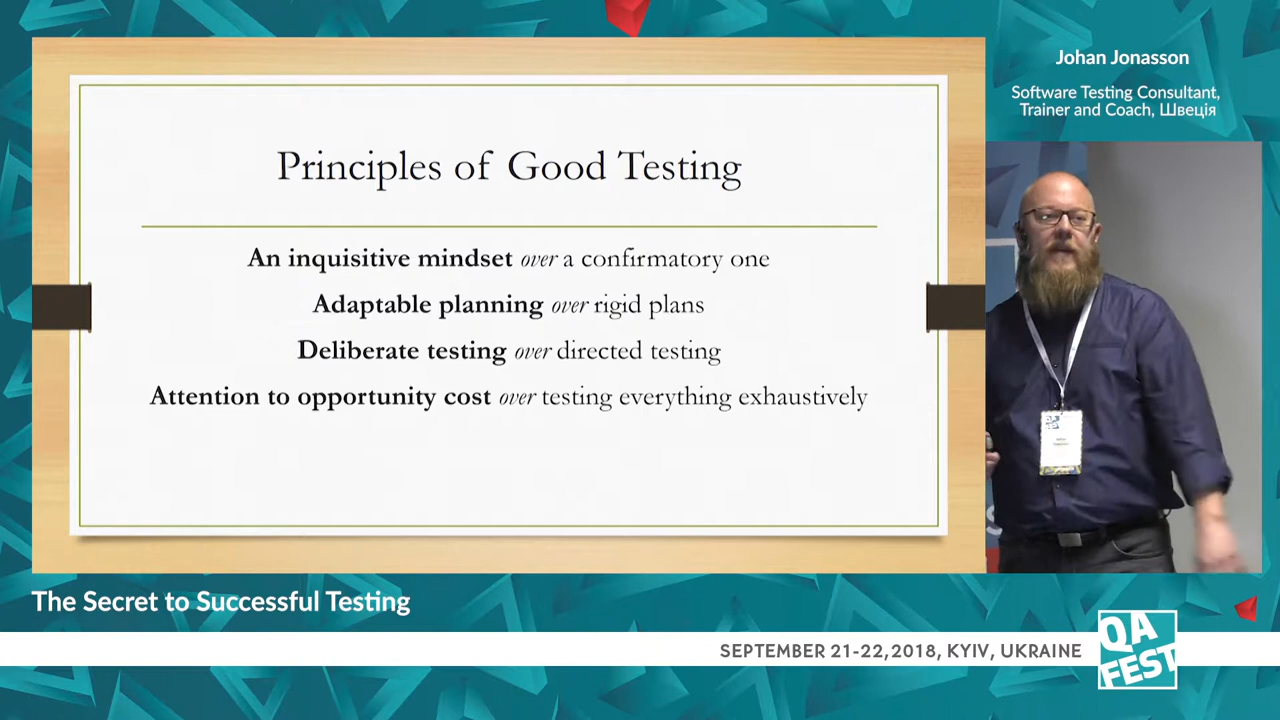 Johan Jonasson
Software Testing Consultant,
Trainer and Coach, Швеція
Principles of Good Testing
An inquisitive mindset over a confirmatory one
Adaptable planning over rigid plans
Deliberate testing over directed testing
Attention to opportunity cost over testing everything exhaustively
The Secret to Successful Testing
SEPTEMBER 21-22,2018, KYIV, UKRAINE
QA
FEST